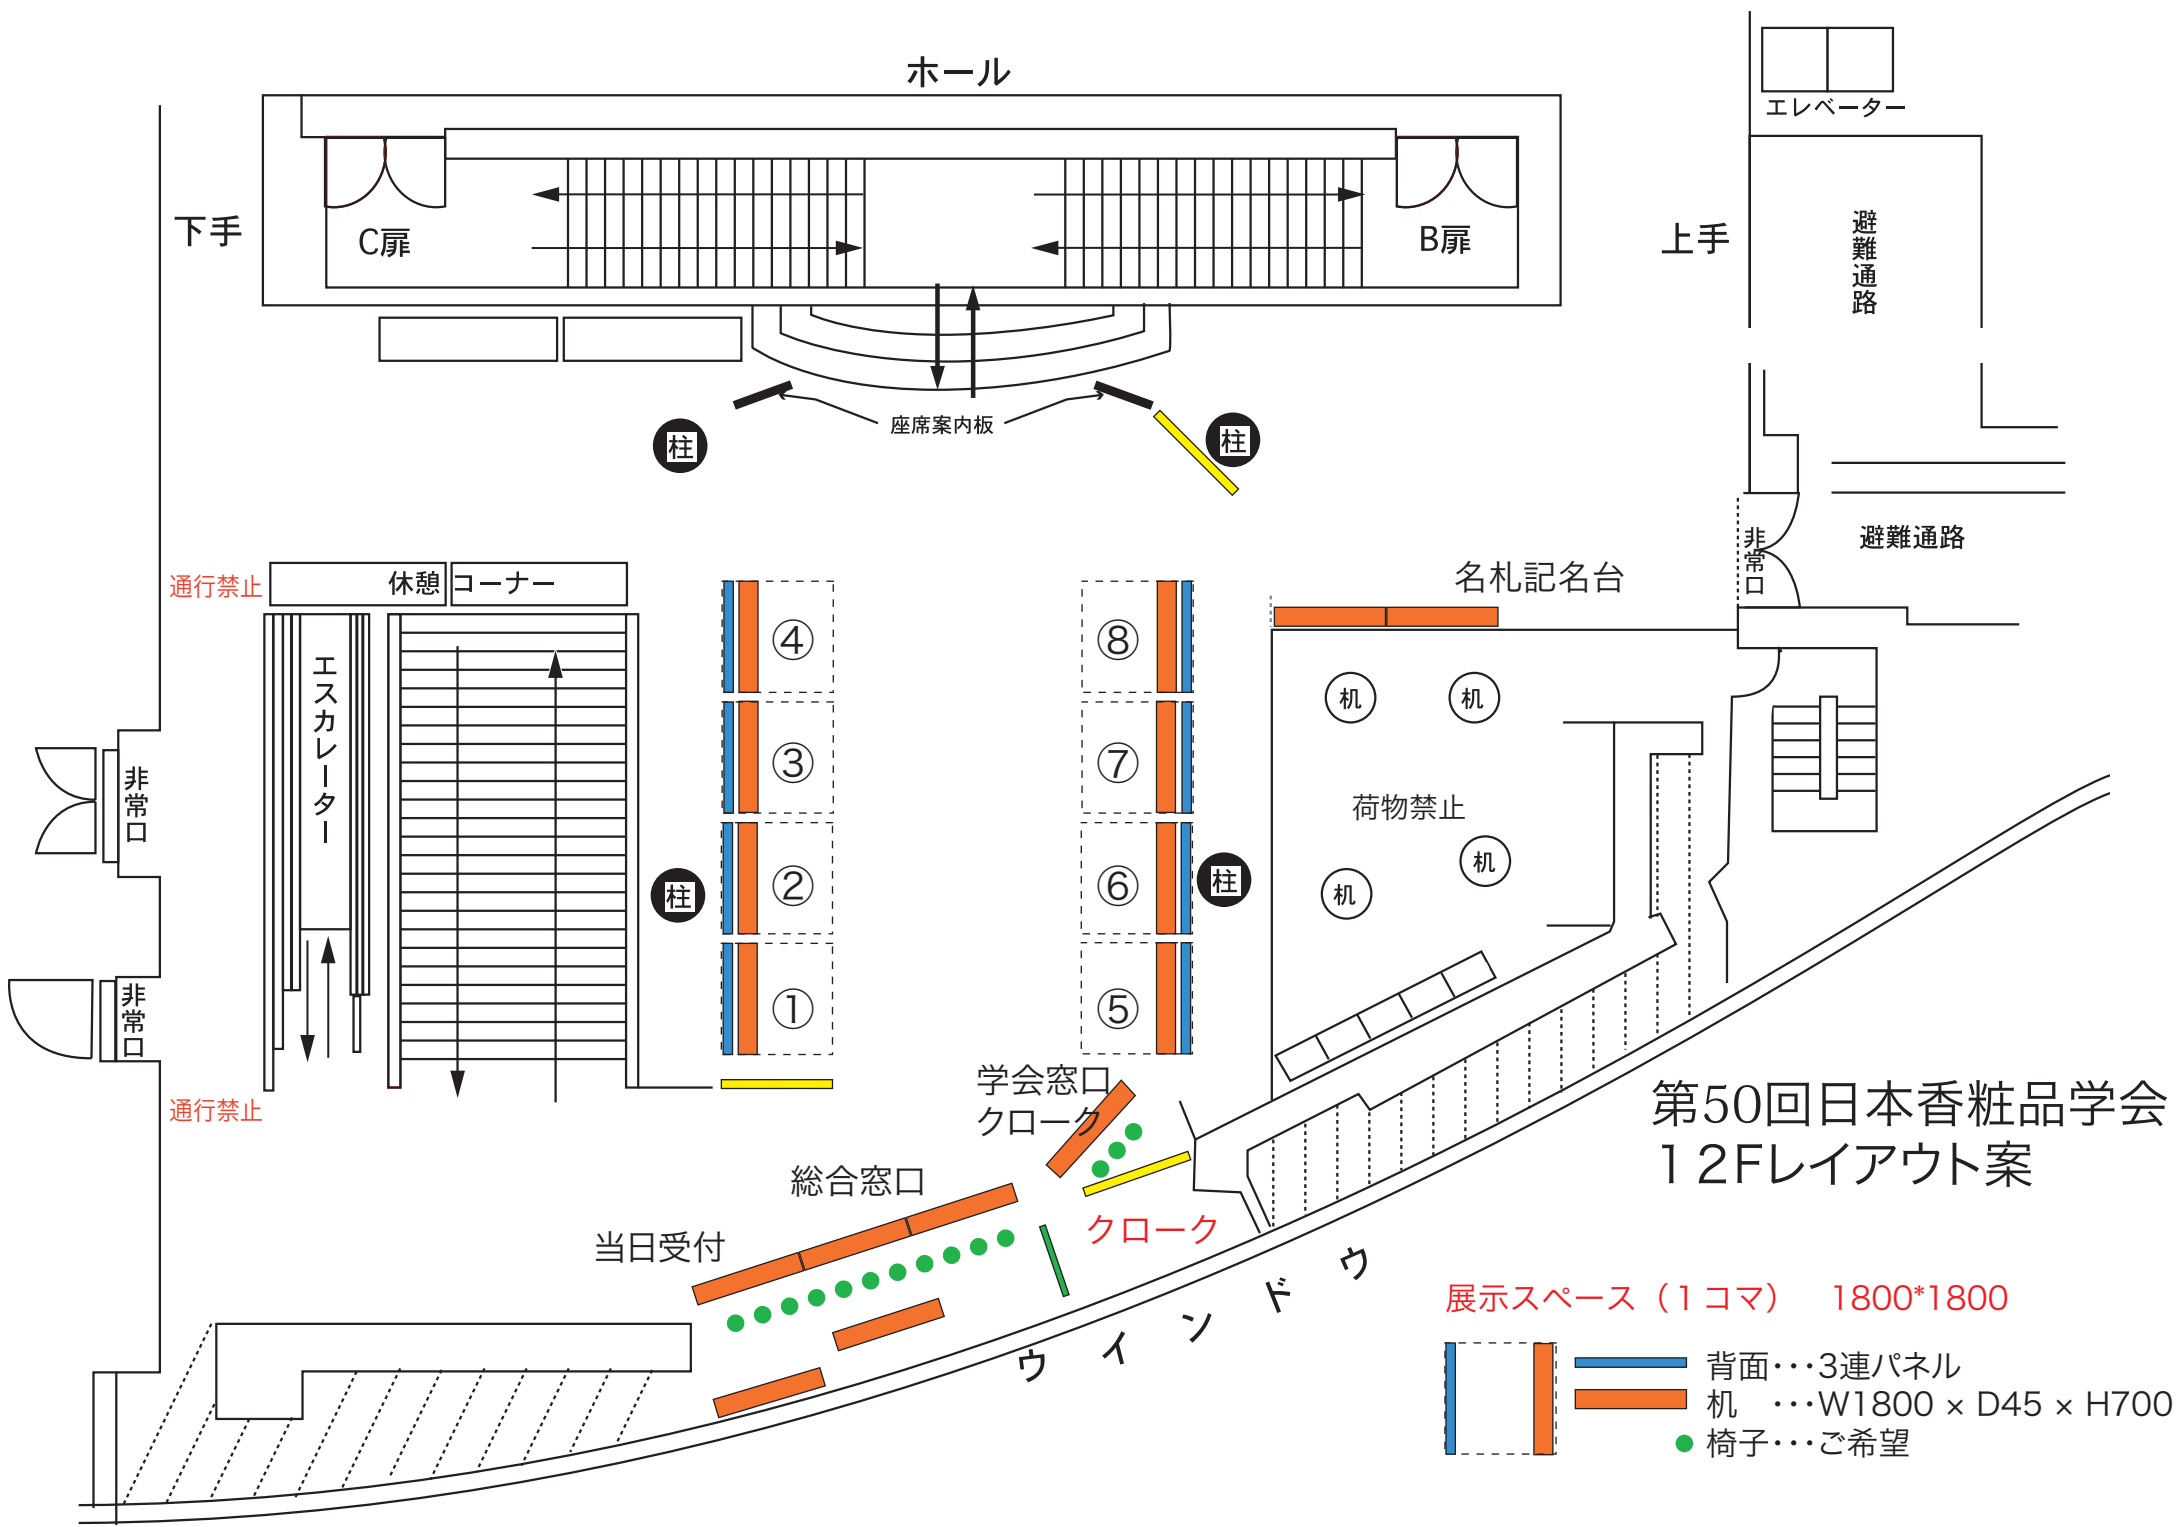 ホール
エレベーター
下手
C扉
B扉
上手
避難通路
座席案内板
柱
柱
避難通路
非常口
通行禁止
休憩コーナー
名札記名台
エスカレーター
④
⑧
机
机
③
⑦
非常口
荷物禁止
②
⑥
柱
柱
机
机
非常口
①
⑤
学会窓口
クローク
通行禁止
第50回日本香粧品学会
12Fレイアウト案
総合窓口
当日受付
クローク
ウィンドウ
展示スペース（1コマ）　1800*1800
背面・・・3連パネル
机　・・・W1800 × D45 × H700
椅子・・・ご希望